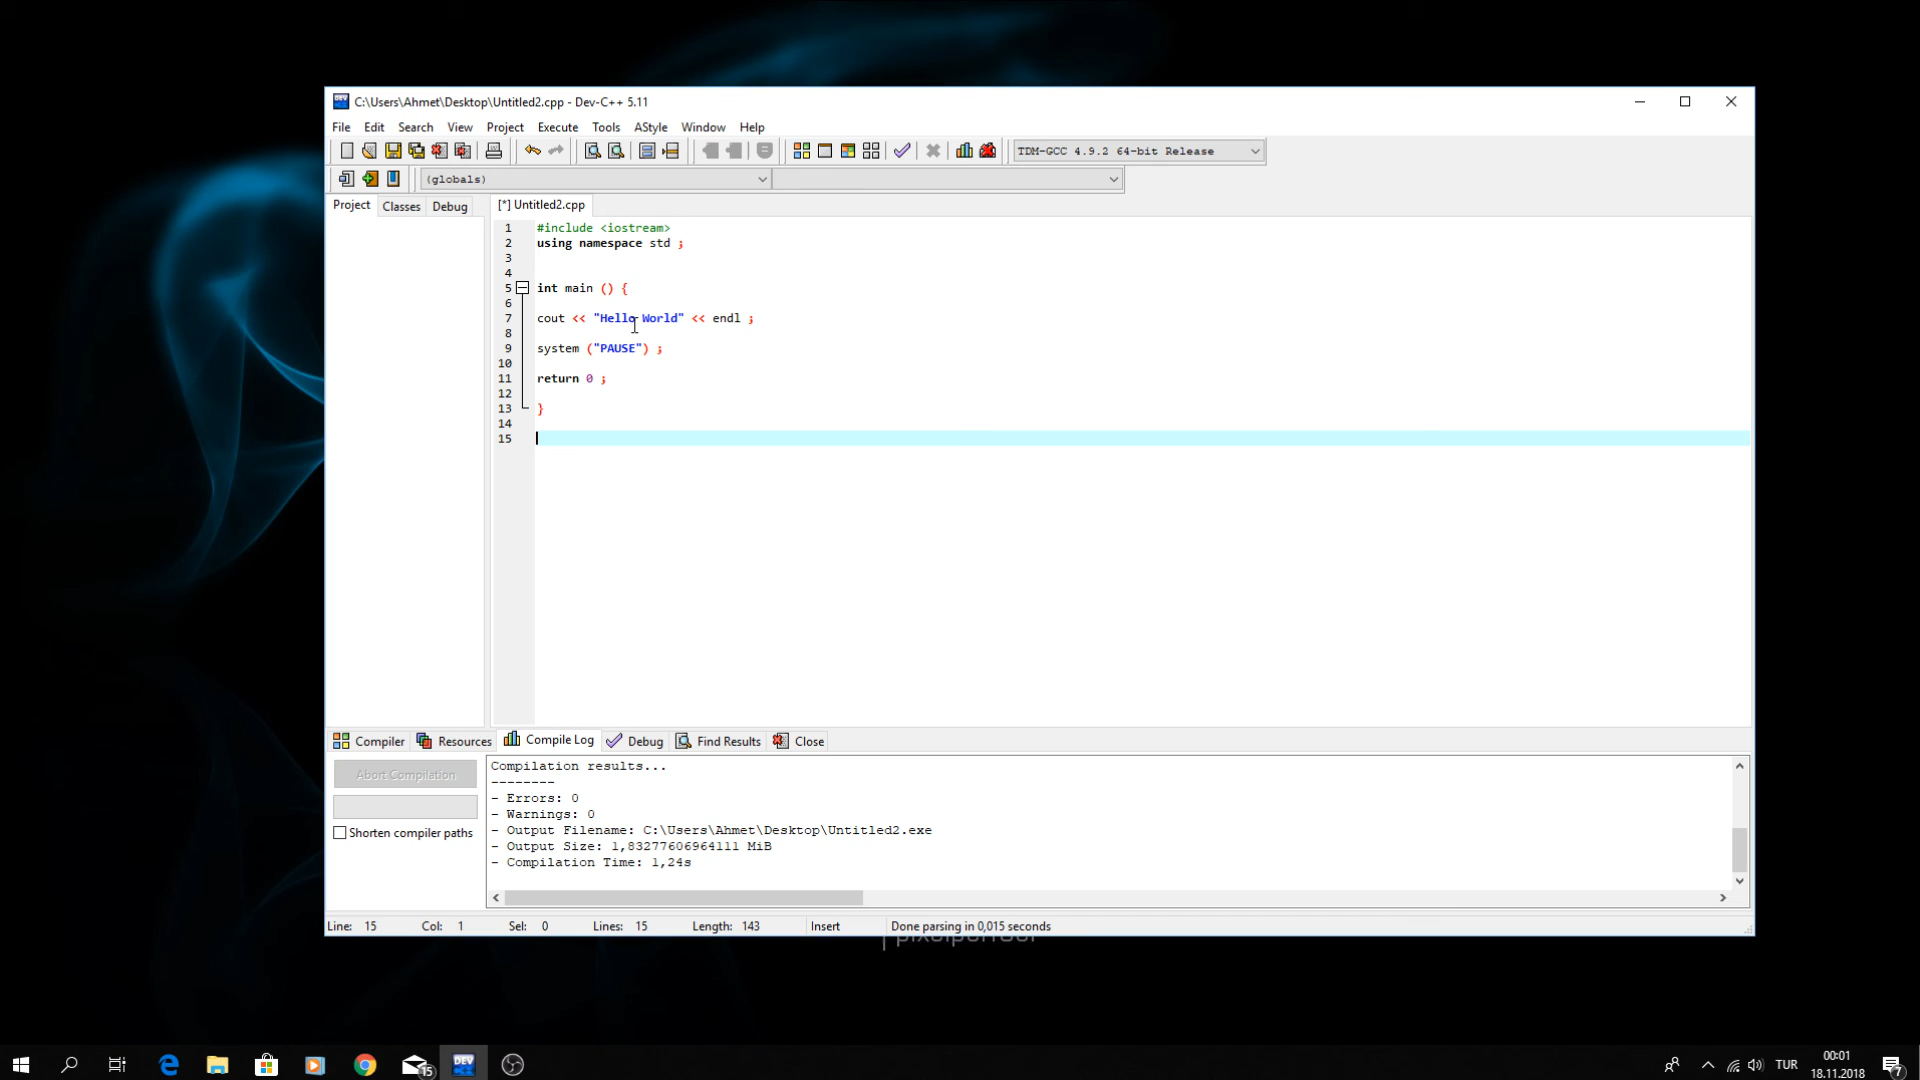 C:\Users\Ahmet\Desktop\Untitled2.cpp - Dev-C++ 5.11
File Edit Search View Project Execute Tools AStyle Window Help
TDM-GCC 4.9.2 64-bit Release
(globals)
Project Classes Debug
[*] Untitled2.cpp
1 #include <iostream>
2 using namespace std ;
3
4
5 int main () {
6
7 cout << "Hello World" << endl ;
8
9 system ("PAUSE") ;
10
11 return 0 ;
12
13 }
14
15
Compiler Resources Compile Log Debug Find Results Close
Abort Compilation
Shorten compiler paths
Compilation results...
--------
- Errors: 0
- Warnings: 0
- Output Filename: C:\Users\Ahmet\Desktop\Untitled2.exe
- Output Size: 1,83277606964111 MiB
- Compilation Time: 1,24s
Line: 15 Col: 1 Sel: 0 Lines: 15 Length: 143 Insert Done parsing in 0,015 seconds
DEV
15
TUR
00:01
18.11.2018
7